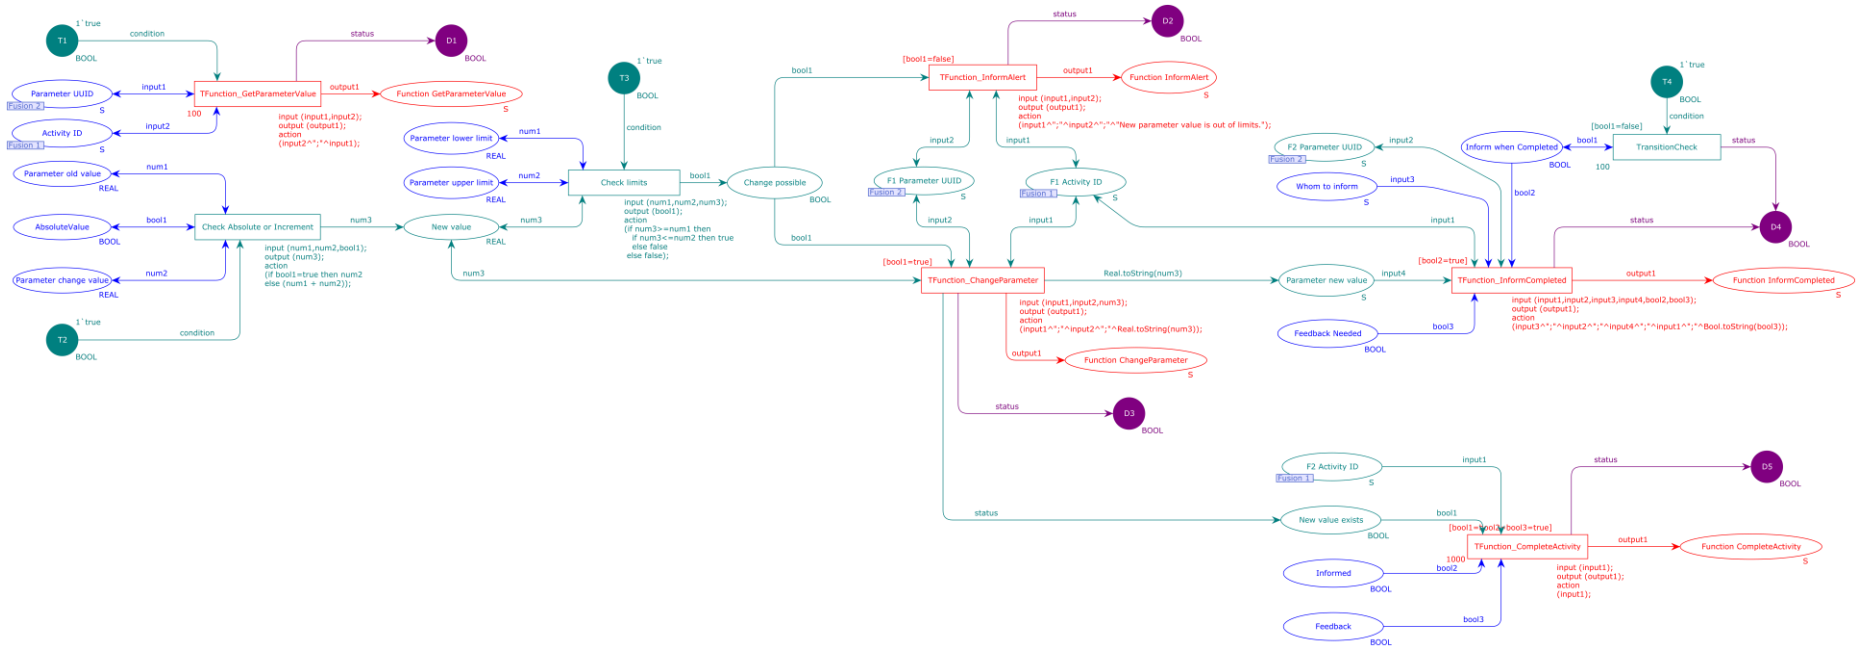 1`true
T1
BOOL
condition
status
D1
BOOL
Parameter UUID
Fusion 2
S
input1
TFunction_GetParameterValue
100
output1
Function GetParameterValue
S
Activity ID
Fusion 1
S
input2
input (input1,input2);
output (output1);
action
(input2^";"^input1);
Parameter old value
REAL
num1
AbsoluteValue
BOOL
bool1
Check Absolute or Increment
input (num1,num2,bool1);
output (num3);
action
(if bool1=true then num2
else (num1 + num2));
num3
New value
REAL
Parameter change value
REAL
num2
1`true
T2
BOOL
condition
1`true
T3
BOOL
condition
Parameter lower limit
REAL
num1
Parameter upper limit
REAL
num2
num3
Check limits
input (num1,num2,num3);
output (bool1);
action
(if num3>=num1 then
if num3<=num2 then true
else false
else false);
bool1
Change possible
BOOL
bool1
bool1
num3
status
D2
BOOL
[bool1=false]
TFunction_InformAlert
output1
Function InformAlert
S
input (input1,input2);
output (output1);
action
(input1^";"^input2^";"^"New parameter value is out of limits.");
input2
input1
F1 Parameter UUID
Fusion 2
S
F1 Activity ID
Fusion 1
S
input2
input1
input1
[bool1=true]
TFunction_ChangeParameter
input (input1,input2,num3);
output (output1);
action
(input1^";"^input2^";"^Real.toString(num3));
Real.toString(num3)
Parameter new value
S
input4
output1
Function ChangeParameter
S
status
D3
BOOL
status
1`true
T4
BOOL
condition
[bool1=false]
TransitionCheck
100
status
F2 Parameter UUID
Fusion 2
S
input2
Inform when Completed
BOOL
bool1
bool2
Whom to inform
S
input3
status
D4
BOOL
[bool2=true]
TFunction_InformCompleted
output1
Function InformCompleted
S
input (input1,input2,input3,input4,bool2,bool3);
output (output1);
action
(input3^";"^input2^";"^input4^";"^input1^";"^Bool.toString(bool3));
Feedback Needed
BOOL
bool3
F2 Activity ID
Fusion 1
S
input1
status
D5
BOOL
New value exists
BOOL
bool1
[bool1=bool2=bool3=true]
TFunction_CompleteActivity
1000
output1
Function CompleteActivity
S
input (input1);
output (output1);
action
(input1);
Informed
BOOL
bool2
Feedback
BOOL
bool3